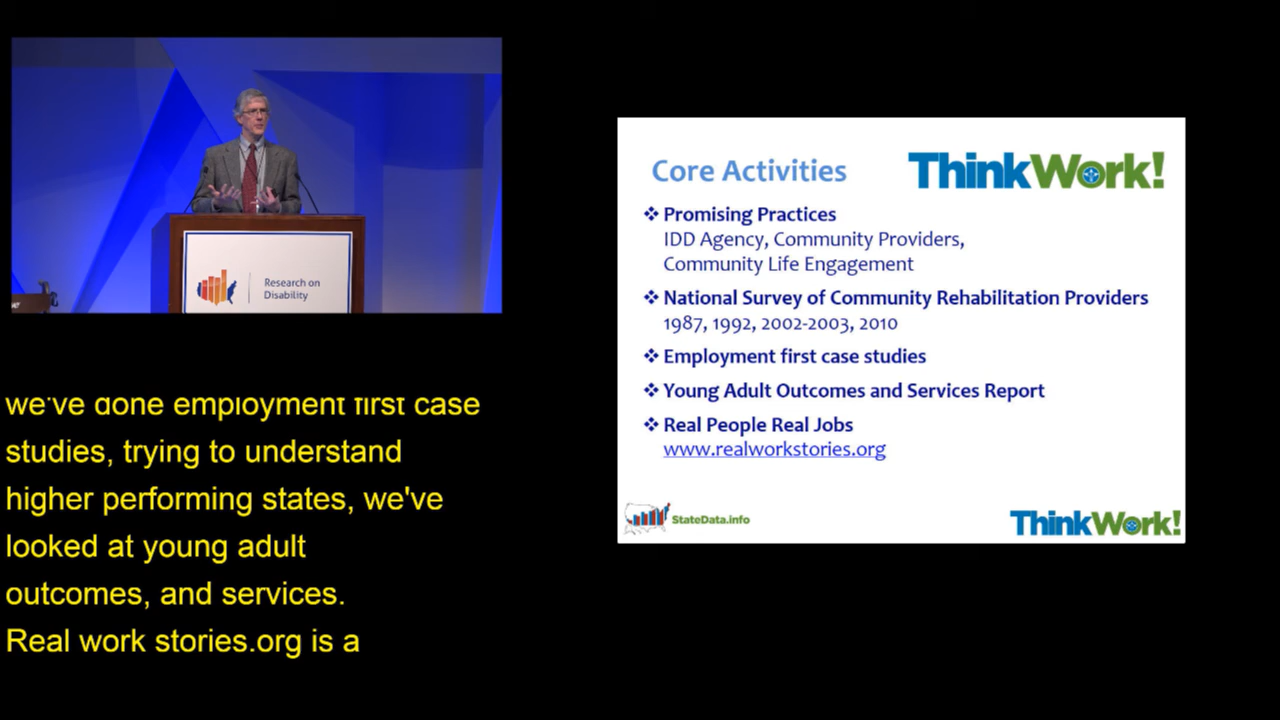 Research on
Disability
we've done employment first case
studies, trying to understand
higher performing states, we've
looked at young adult
outcomes, and services.
Real work stories.org is a
Core Activities
ThinkWork!
❖ Promising Practices
IDD Agency, Community Providers,
Community Life Engagement
❖ National Survey of Community Rehabilitation Providers
1987, 1992, 2002-2003, 2010
❖ Employment first case studies
❖ Young Adult Outcomes and Services Report
❖ Real People Real Jobs
www.realworkstories.org
StateData.info
ThinkWork!